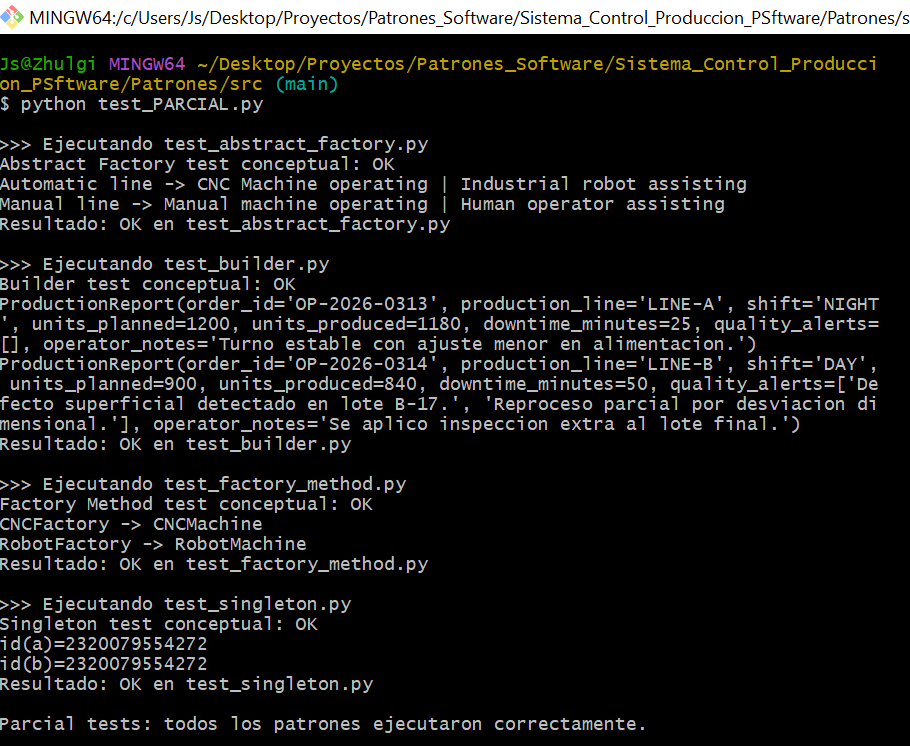 MINGW64:/c/Users/Js/Desktop/Proyectos/Patrones_Software/Sistema_Control_Produccion_PSftware/Patrones/s
Js@Zhulgi MINGW64 ~/Desktop/Proyectos/Patrones_Software/Sistema_Control_Producci
on_PSftware/Patrones/src (main)
$ python test_PARCIAL.py
>>> Ejecutando test_abstract_factory.py
Abstract Factory test conceptual: OK
Automatic line -> CNC Machine operating | Industrial robot assisting
Manual line -> Manual machine operating | Human operator assisting
Resultado: OK en test_abstract_factory.py
>>> Ejecutando test_builder.py
Builder test conceptual: OK
ProductionReport(order_id='OP-2026-0313', production_line='LINE-A', shift='NIGHT
', units_planned=1200, units_produced=1180, downtime_minutes=25, quality_alerts=
[], operator_notes='Turno estable con ajuste menor en alimentacion.')
ProductionReport(order_id='OP-2026-0314', production_line='LINE-B', shift='DAY',
units_planned=900, units_produced=840, downtime_minutes=50, quality_alerts=['De
fecto superficial detectado en lote B-17.', 'Reproceso parcial por desviacion di
mensional.'], operator_notes='Se aplico inspeccion extra al lote final.')
Resultado: OK en test_builder.py
>>> Ejecutando test_factory_method.py
Factory Method test conceptual: OK
CNCFactory -> CNCMachine
RobotFactory -> RobotMachine
Resultado: OK en test_factory_method.py
>>> Ejecutando test_singleton.py
Singleton test conceptual: OK
id(a)=2320079554272
id(b)=2320079554272
Resultado: OK en test_singleton.py
Parcial tests: todos los patrones ejecutaron correctamente.